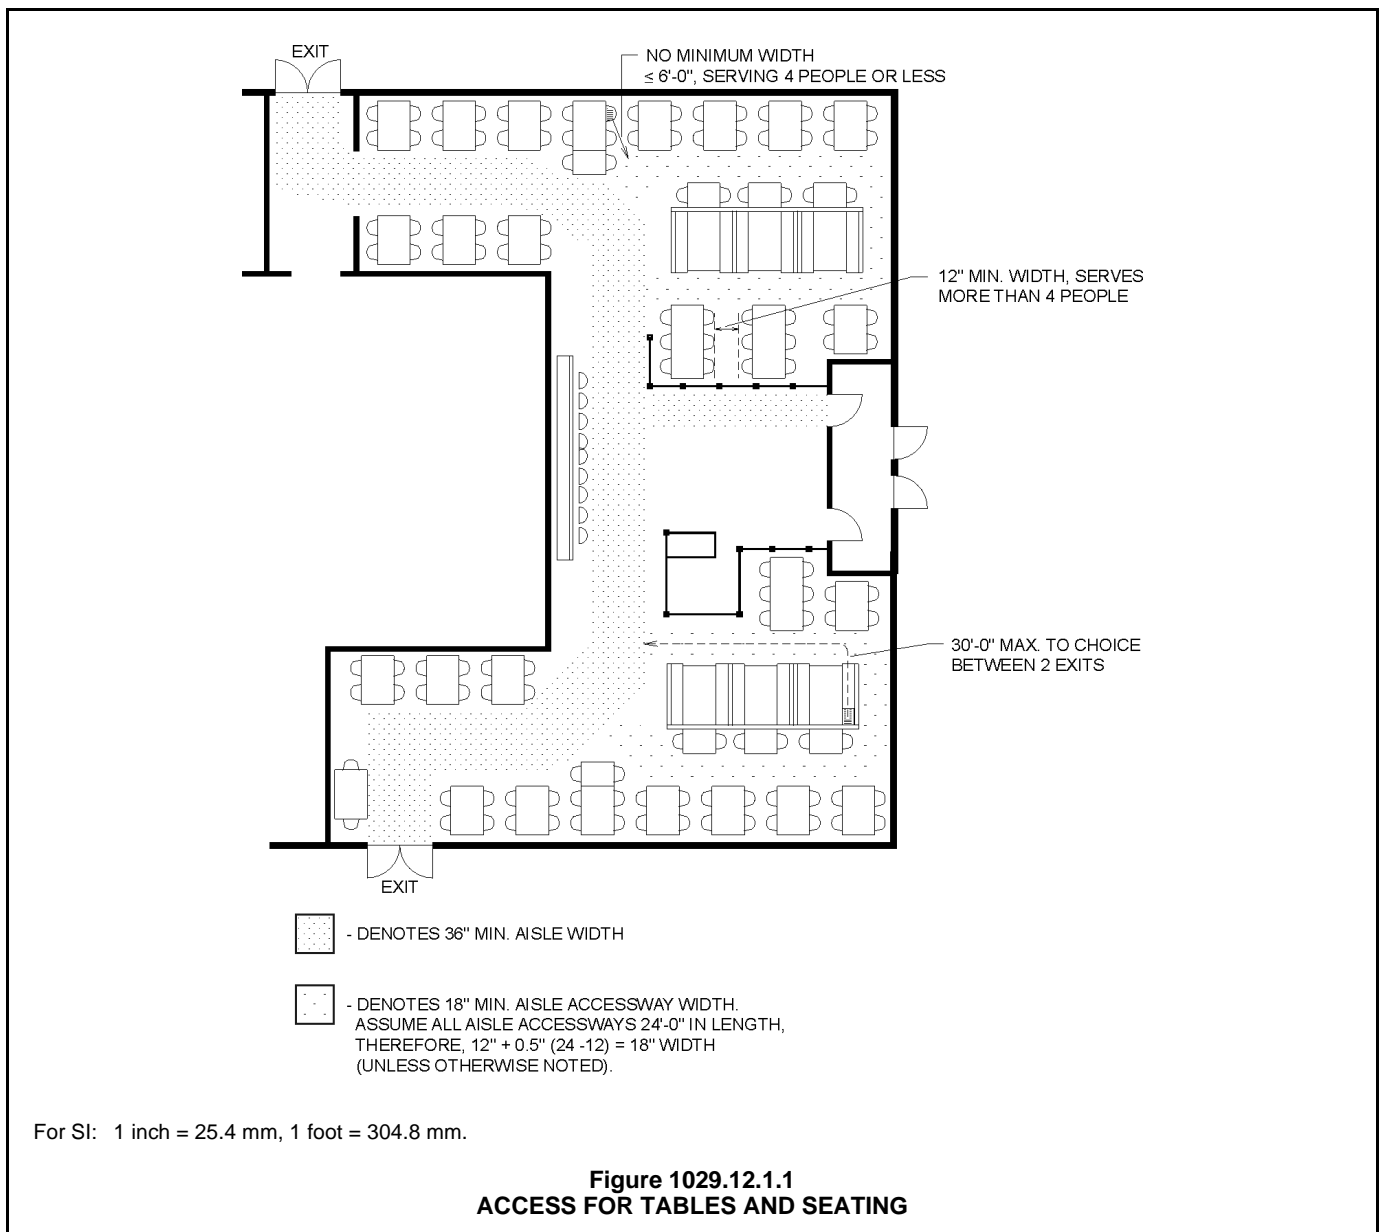 EXIT
NO MINIMUM WIDTH
≤ 6'-0", SERVING 4 PEOPLE OR LESS
12" MIN. WIDTH, SERVES
MORE THAN 4 PEOPLE
30'-0" MAX. TO CHOICE
BETWEEN 2 EXITS
EXIT
- DENOTES 36" MIN. AISLE WIDTH
- DENOTES 18" MIN. AISLE ACCESSWAY WIDTH.
ASSUME ALL AISLE ACCESSWAYS 24'-0" IN LENGTH,
THEREFORE, 12" + 0.5" (24 -12) = 18" WIDTH
(UNLESS OTHERWISE NOTED).
For SI: 1 inch = 25.4 mm, 1 foot = 304.8 mm.
Figure 1029.12.1.1
ACCESS FOR TABLES AND SEATING